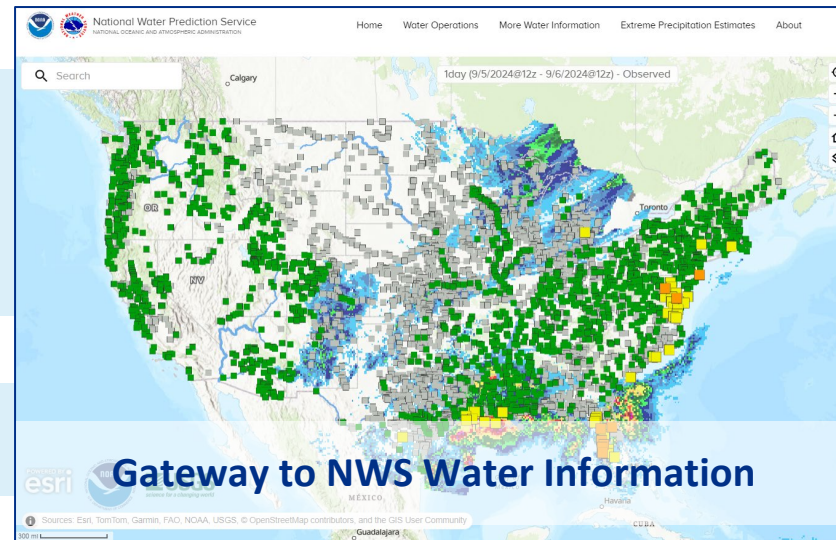 National Water Prediction Service
NATIONAL OCEANIC AND ATMOSPHERIC ADMINISTRATION
Home Water Operations More Water Information Extreme Precipitation Estimates About
Search
1day (9/5/2024@12z - 9/6/2024@12z) - Observed
Calgary
Toronto
OR
NV
Gateway to NWS Water Information
POWERED BY
esri
MÉXICO
Havana
CUBA
Sources: Esri, TomTom, Garmin, FAO, NOAA, USGS, © OpenStreetMap contributors, and the GIS User Community
300 mi
Guadalajara